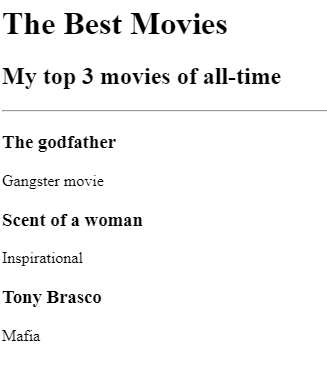 The Best Movies
My top 3 movies of all-time
The godfather
Gangster movie
Scent of a woman
Inspirational
Tony Brasco
Mafia